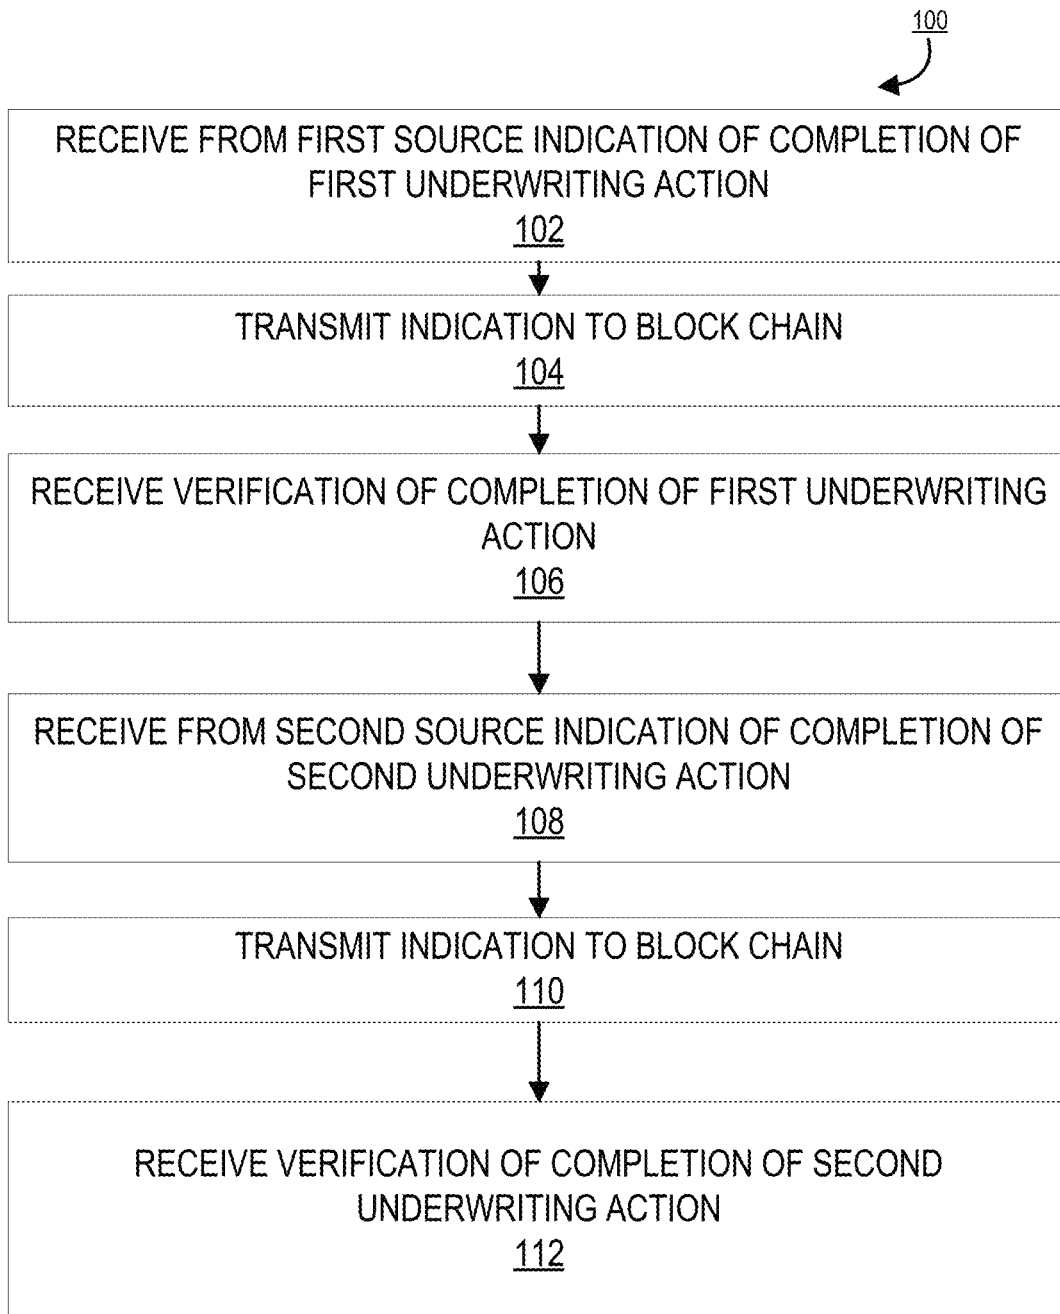 100
RECEIVE FROM FIRST SOURCE INDICATION OF COMPLETION OF
FIRST UNDERWRITING ACTION
102
TRANSMIT INDICATION TO BLOCK CHAIN
104
RECEIVE VERIFICATION OF COMPLETION OF FIRST UNDERWRITING
ACTION
106
RECEIVE FROM SECOND SOURCE INDICATION OF COMPLETION OF
SECOND UNDERWRITING ACTION
108
TRANSMIT INDICATION TO BLOCK CHAIN
110
RECEIVE VERIFICATION OF COMPLETION OF SECOND
UNDERWRITING ACTION
112